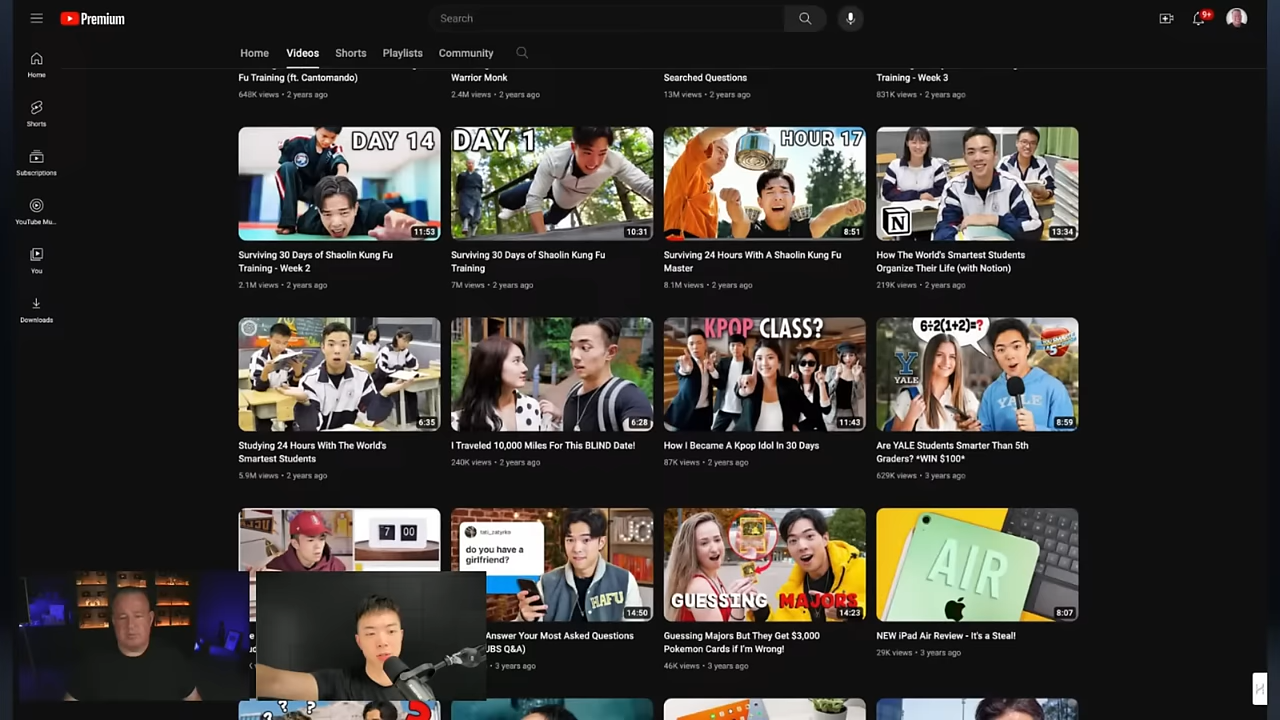 Premium
Search
9+
Home
Videos
Shorts
Playlists
Community
Home
Shorts
Subscriptions
YouTube Mu...
You
Downloads
Fu Training (ft. Cantomando)
648K views • 2 years ago
Warrior Monk
2.4M views • 2 years ago
Searched Questions
13M views • 2 years ago
Training - Week 3
831K views • 2 years ago
DAY 14
11:53
Surviving 30 Days of Shaolin Kung Fu
Training - Week 2
2.1M views • 2 years ago
DAY 1
10:31
Surviving 30 Days of Shaolin Kung Fu
Training
7M views • 2 years ago
HOUR 17
8:51
Surviving 24 Hours With A Shaolin Kung Fu
Master
8.1M views • 2 years ago
N
13:34
How The World's Smartest Students
Organize Their Life (with Notion)
219K views • 2 years ago
6:35
Studying 24 Hours With The World's
Smartest Students
5.9M views • 2 years ago
6:28
I Traveled 10,000 Miles For This BLIND Date!
240K views • 2 years ago
KPOP CLASS?
11:43
How I Became A Kpop Idol In 30 Days
87K views • 2 years ago
6÷2(1+2)=?
Y
YALE
YALE
8:59
Are YALE Students Smarter Than 5th
Graders? *WIN $100*
629K views • 3 years ago
7 00
do you have a
girlfriend?
HAFU
14:50
Answer Your Most Asked Questions
3 years ago
GUESSING MAJORS
14:23
Guessing Majors But They Get $3,000
Pokemon Cards if I'm Wrong!
46K views • 3 years ago
AIR
8:07
NEW iPad Air Review - It's a Steal!
29K views • 3 years ago